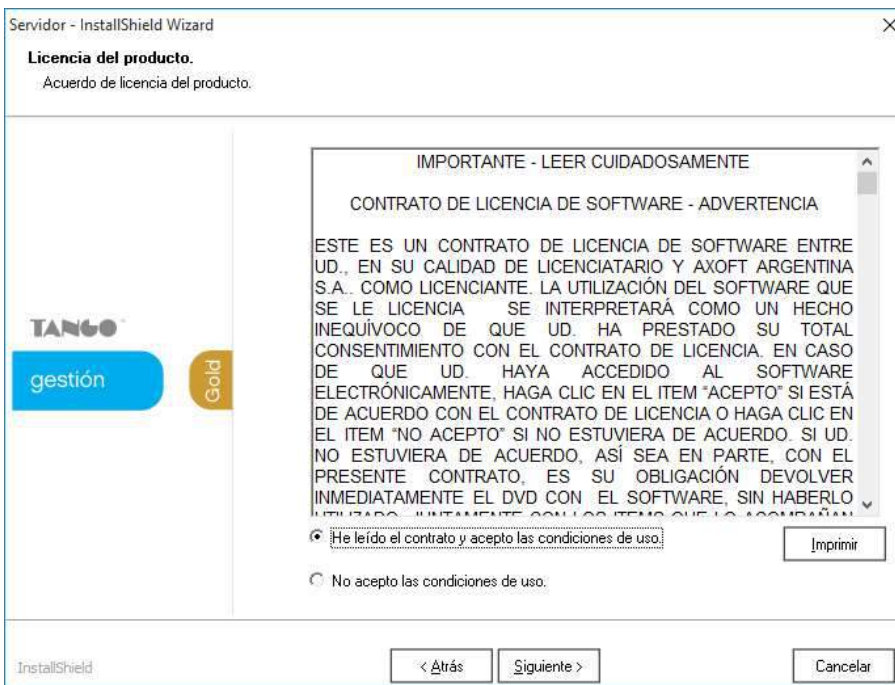 Servidor - InstallShield Wizard
Licencia del producto.
Acuerdo de licencia del producto.
IMPORTANTE - LEER CUIDADOSAMENTE
CONTRATO DE LICENCIA DE SOFTWARE - ADVERTENCIA
ESTE ES UN CONTRATO DE LICENCIA DE SOFTWARE ENTRE
UD., EN SU CALIDAD DE LICENCIATARIO Y AXOFT ARGENTINA
S.A.. COMO LICENCIANTE. LA UTILIZACIÓN DEL SOFTWARE QUE
SE LE LICENCIA SE INTERPRETARÁ COMO UN HECHO
INEQUÍVOCO DE QUE UD. HA PRESTADO SU TOTAL
CONSENTIMIENTO CON EL CONTRATO DE LICENCIA. EN CASO
DE QUE UD. HAYA ACCEDIDO AL SOFTWARE
ELECTRÓNICAMENTE, HAGA CLIC EN EL ITEM “ACEPTO” SI ESTÁ
DE ACUERDO CON EL CONTRATO DE LICENCIA O HAGA CLIC EN
EL ITEM “NO ACEPTO” SI NO ESTUVIERA DE ACUERDO. SI UD.
NO ESTUVIERA DE ACUERDO, ASÍ SEA EN PARTE, CON EL
PRESENTE CONTRATO, ES SU OBLIGACIÓN DEVOLVER
INMEDIATAMENTE EL DVD CON EL SOFTWARE, SIN HABERLO
UTILIZADO, JUNTAMENTE CON LOS ITEMS QUE LO ACOMPAÑAN
TANGO
gestión
Gold
He leído el contrato y acepto las condiciones de uso.
Imprimir
No acepto las condiciones de uso.
InstallShield
< Atrás
Siguiente >
Cancelar